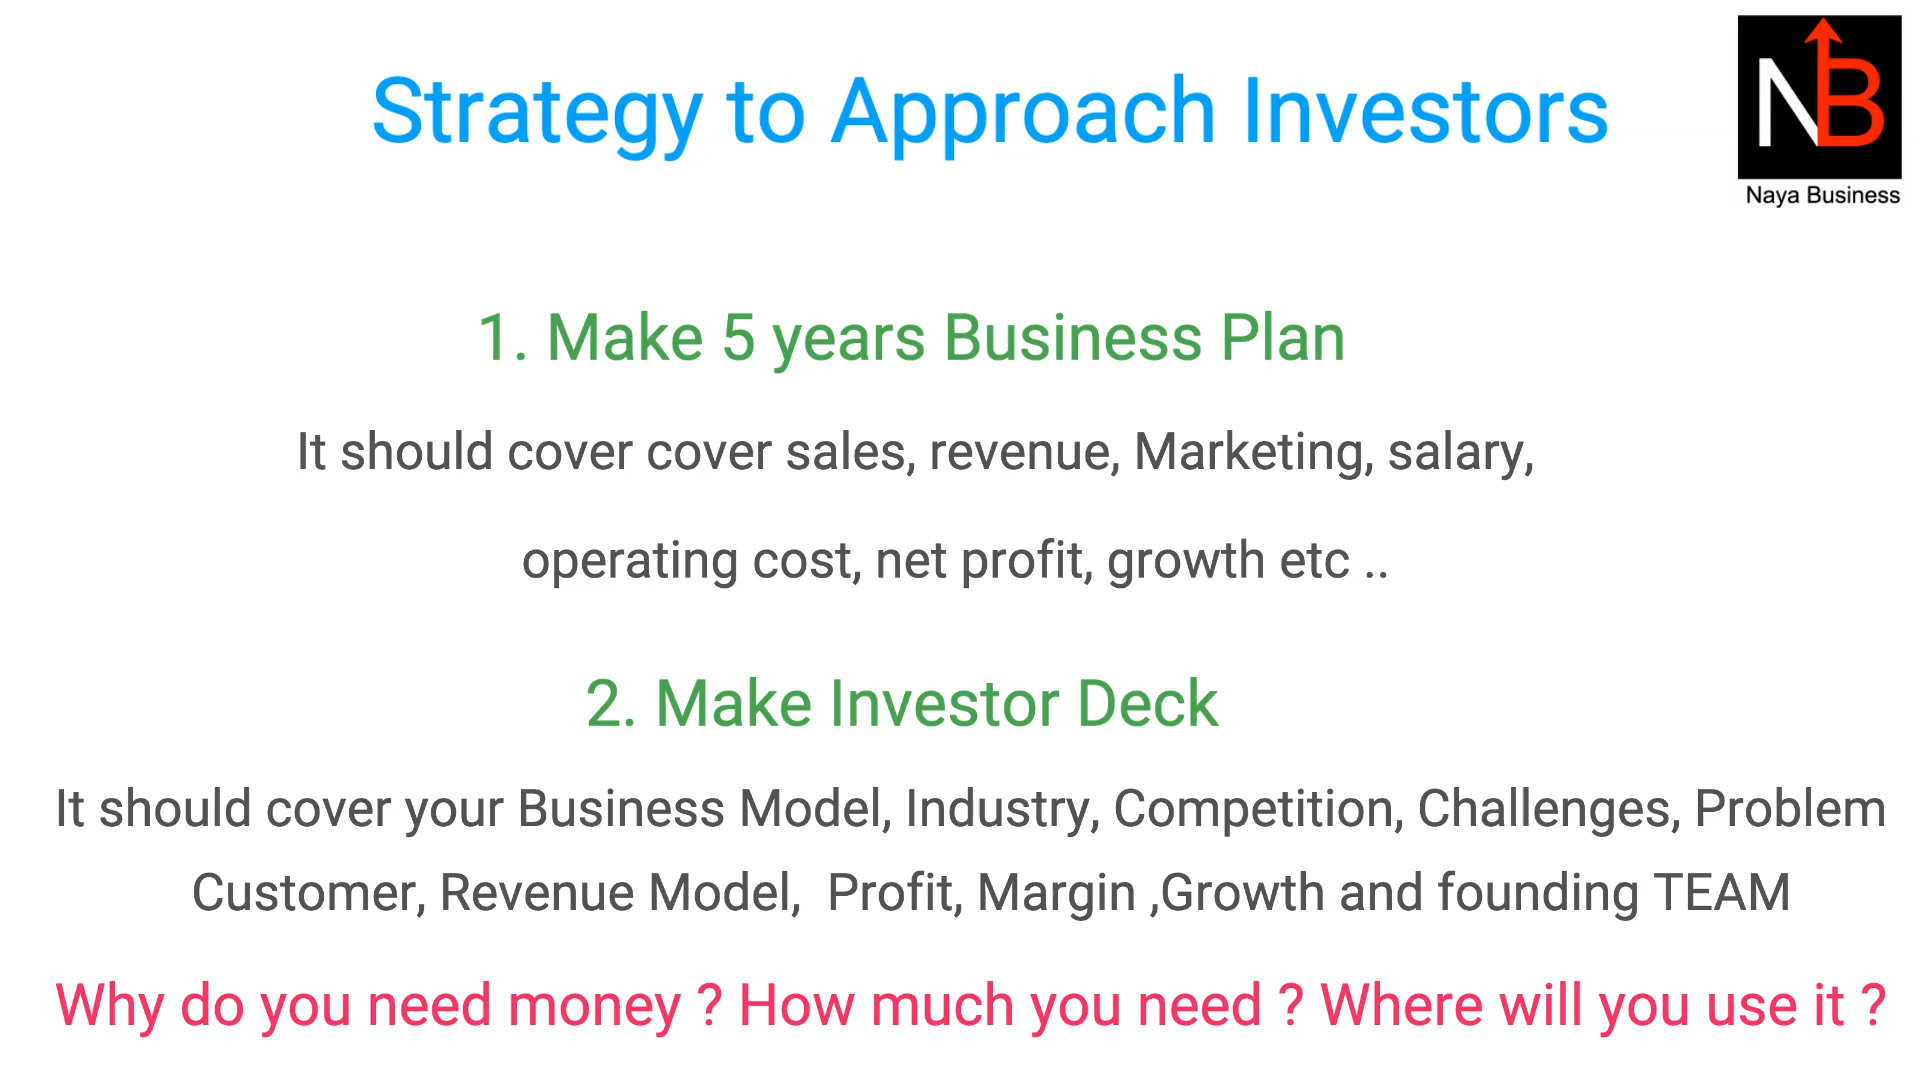 Strategy to Approach Investors
NB
Naya Business
1. Make 5 years Business Plan
It should cover cover sales, revenue, Marketing, salary,
operating cost, net profit, growth etc ..
2. Make Investor Deck
It should cover your Business Model, Industry, Competition, Challenges, Problem
Customer, Revenue Model,  Profit, Margin ,Growth and founding TEAM
Why do you need money ? How much you need ? Where will you use it ?